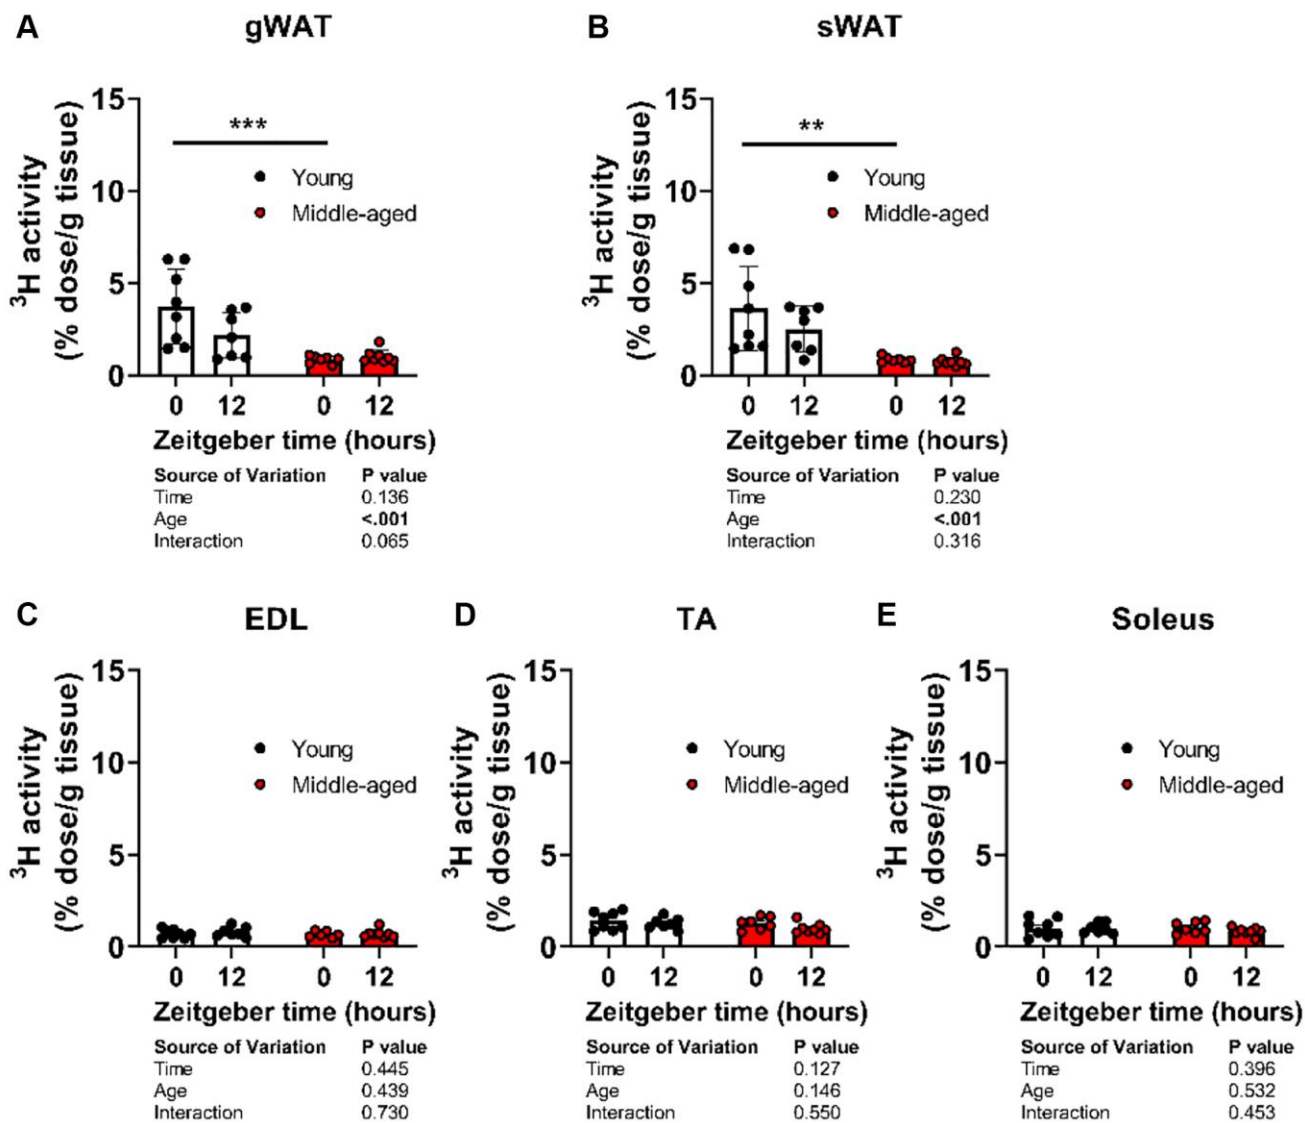 A
gWAT
³H activity
(% dose/g tissue)
15
10
5
0
***
Young
Middle-aged
0 12 0 12
Zeitgeber time (hours)
Source of Variation P value
Time 0.136
Age <.001
Interaction 0.065
B
sWAT
³H activity
(% dose/g tissue)
15
10
5
0
**
Young
Middle-aged
0 12 0 12
Zeitgeber time (hours)
Source of Variation P value
Time 0.230
Age <.001
Interaction 0.316
C
EDL
³H activity
(% dose/g tissue)
15
10
5
0
Young
Middle-aged
0 12 0 12
Zeitgeber time (hours)
Source of Variation P value
Time 0.445
Age 0.439
Interaction 0.730
D
TA
³H activity
(% dose/g tissue)
15
10
5
0
Young
Middle-aged
0 12 0 12
Zeitgeber time (hours)
Source of Variation P value
Time 0.127
Age 0.146
Interaction 0.550
E
Soleus
³H activity
(% dose/g tissue)
15
10
5
0
Young
Middle-aged
0 12 0 12
Zeitgeber time (hours)
Source of Variation P value
Time 0.396
Age 0.532
Interaction 0.453